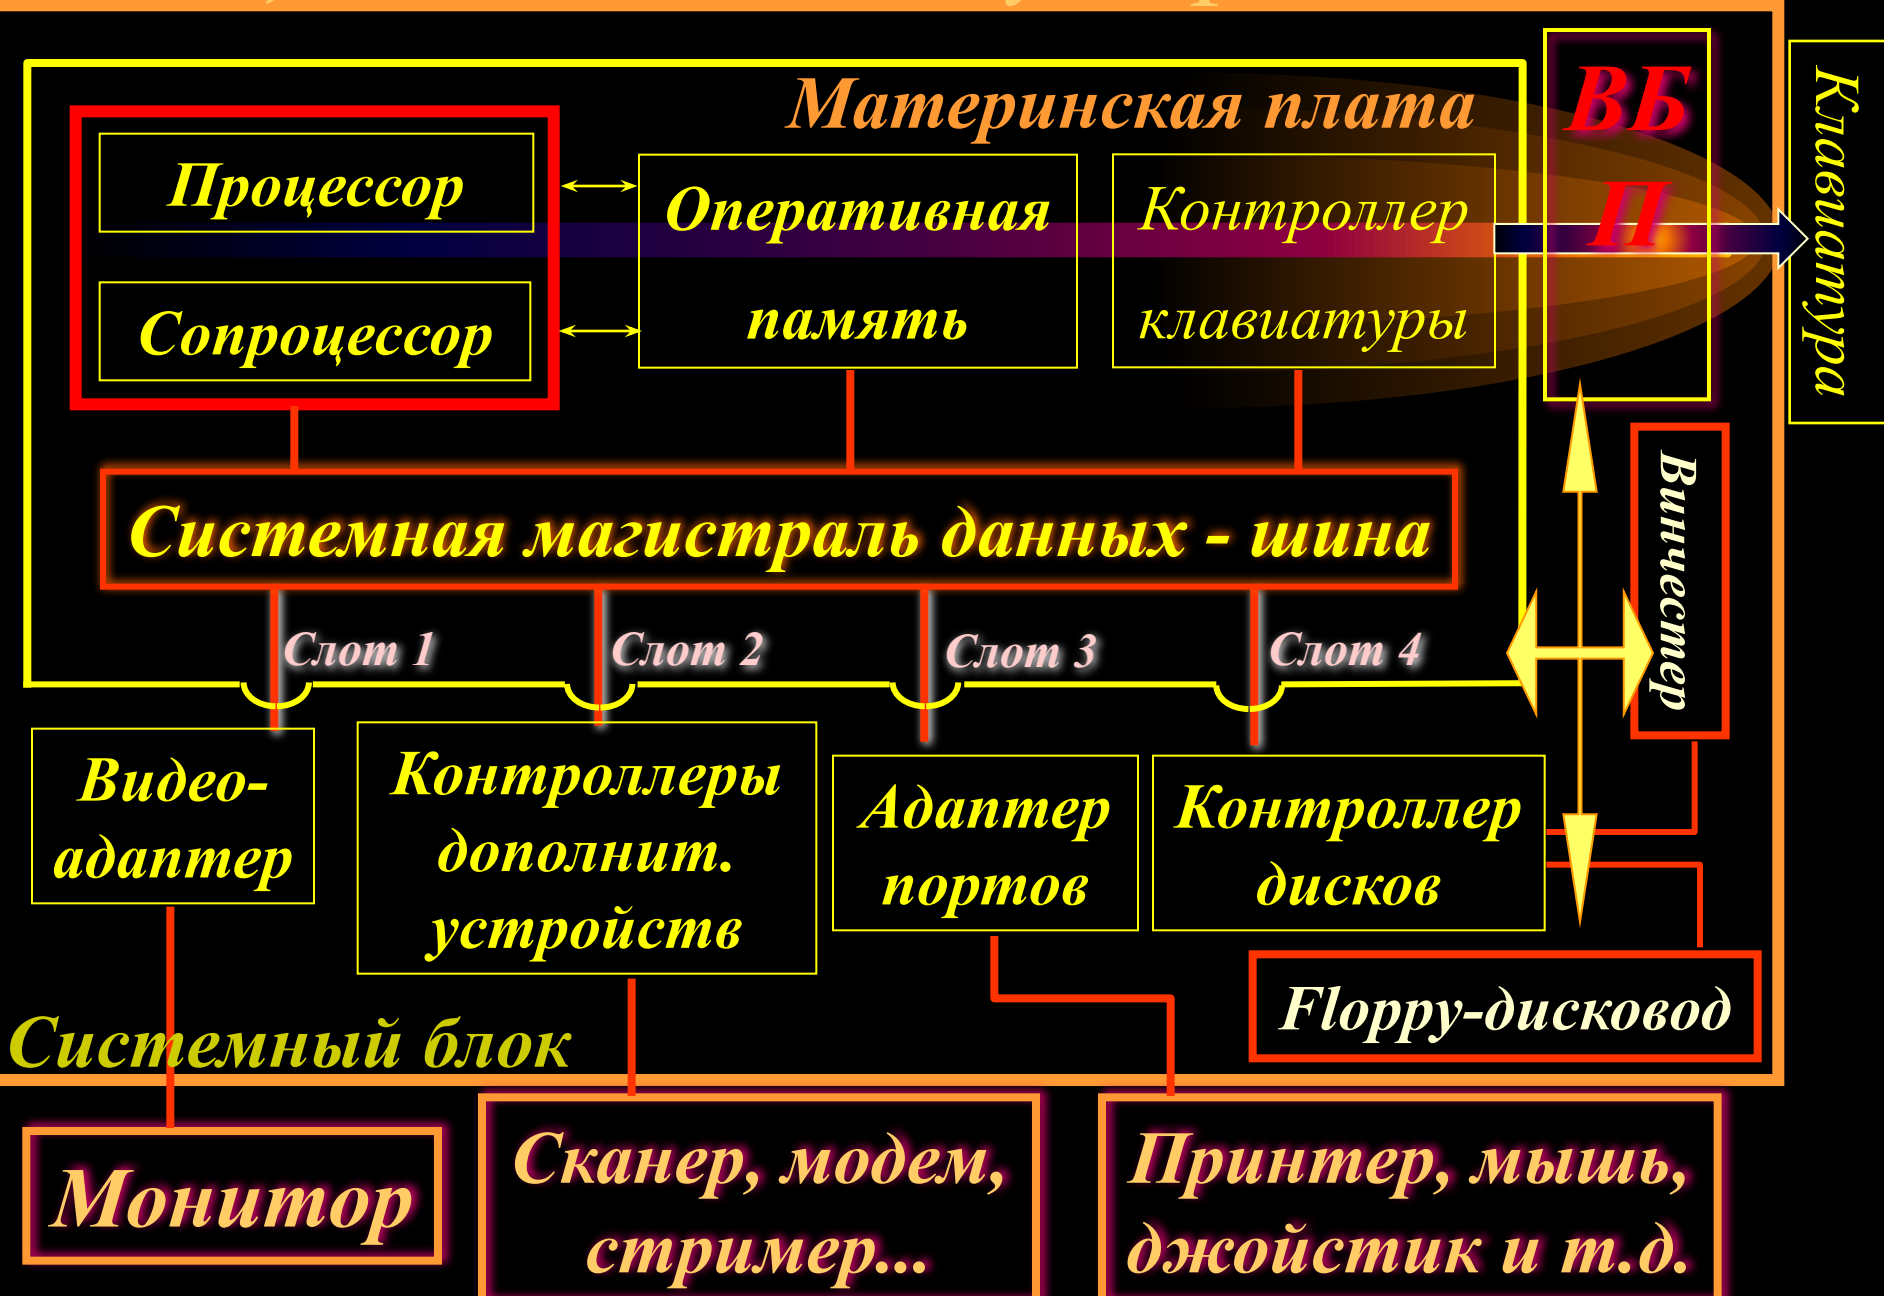 Материнская плата
ВБ
П
Клавиатура
Процессор
Сопроцессор
Оперативная
память
Контроллер
клавиатуры
Системная магистраль данных - шина
Винчестер
Слот 1
Слот 2
Слот 3
Слот 4
Видео-
адаптер
Контроллеры
дополнит.
устройств
Адаптер
портов
Контроллер
дисков
Floppy-дисковод
Системный блок
Монитор
Сканер, модем,
стример...
Принтер, мышь,
джойстик и т.д.